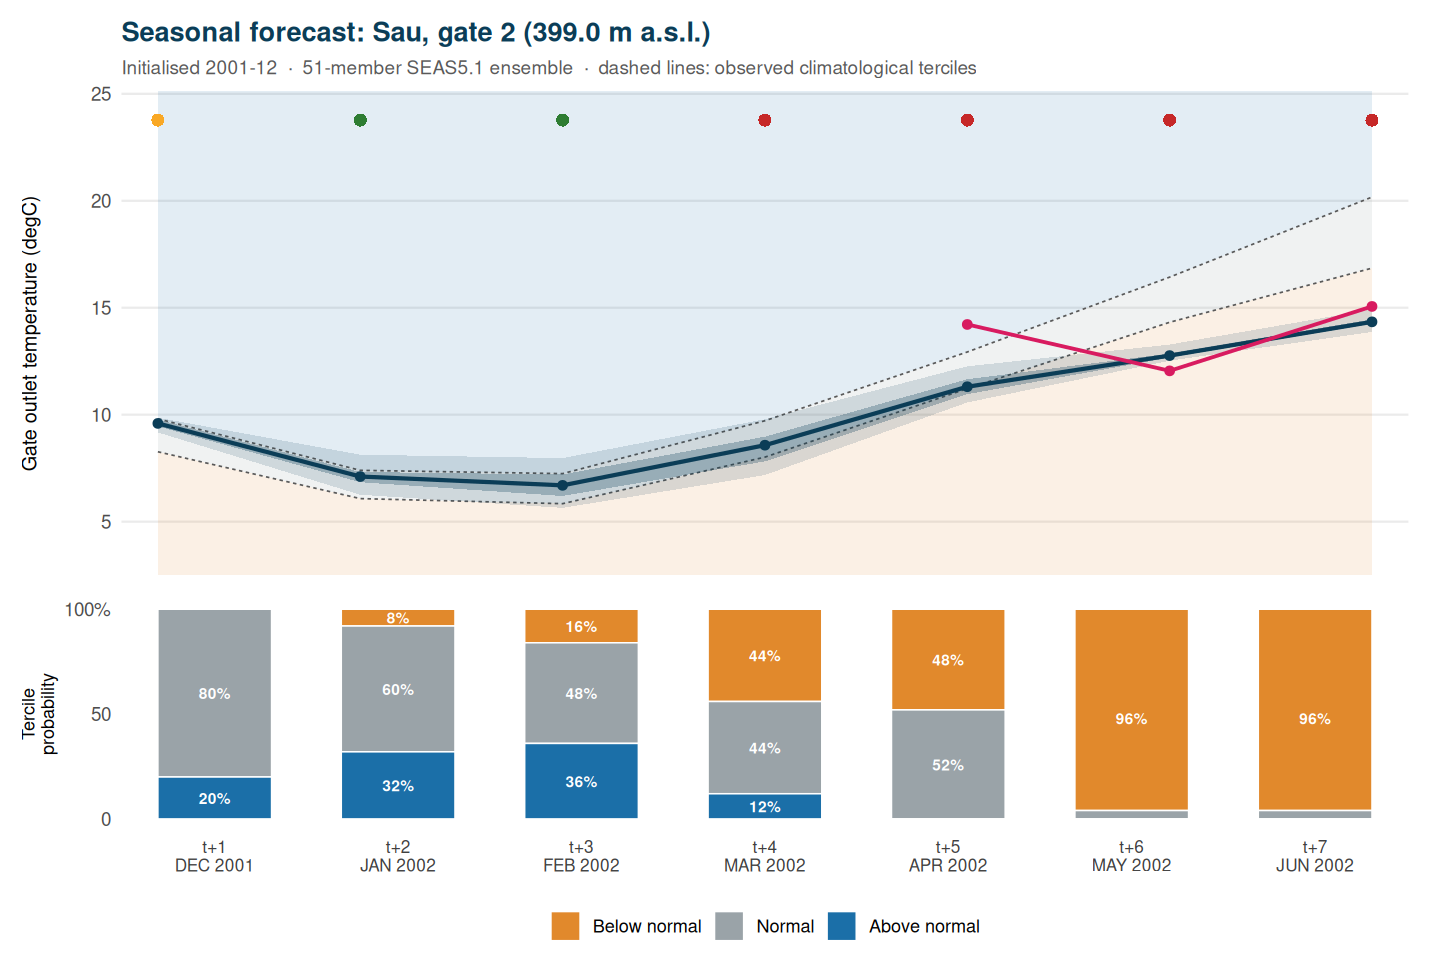 Seasonal forecast: Sau, gate 2 (399.0 m a.s.l.)
Initialised 2001-12 · 51-member SEAS5.1 ensemble · dashed lines: observed climatological terciles
Gate outlet temperature (degC)
25
20
15
10
5
Tercile
probability
100%
50
0
80%
20%
8%
60%
32%
16%
48%
36%
44%
44%
12%
48%
52%
96%
96%
t+1
DEC 2001
t+2
JAN 2002
t+3
FEB 2002
t+4
MAR 2002
t+5
APR 2002
t+6
MAY 2002
t+7
JUN 2002
Below normal
Normal
Above normal